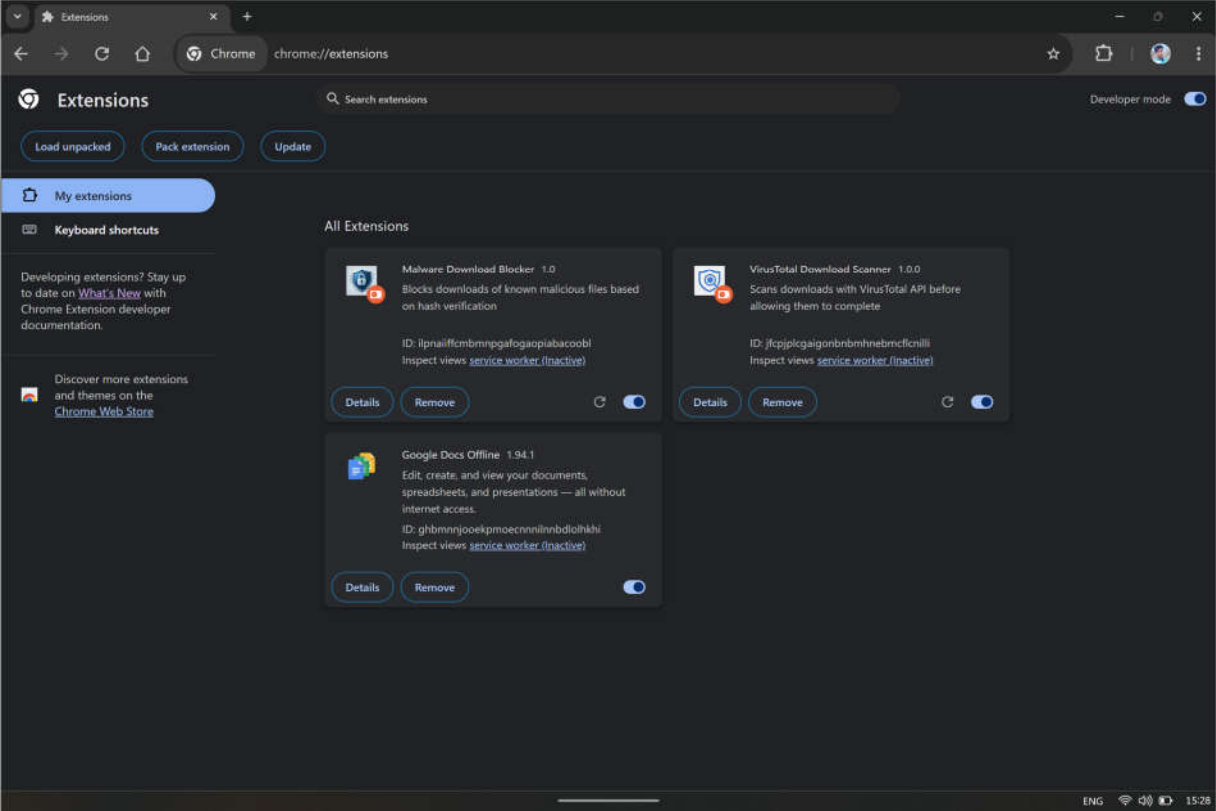 Extensions
Chrome
chrome://extensions
Extensions
Search extensions
Developer mode
Load unpacked
Pack extension
Update
My extensions
Keyboard shortcuts
Developing extensions? Stay up
to date on What's New with
Chrome Extension developer
documentation.
Discover more extensions
and themes on the
Chrome Web Store
All Extensions
Malware Download Blocker 1.0
Blocks downloads of known malicious files based
on hash verification
ID: ilpnaiiffcmbmnpgafogaopiabacoobl
Inspect views service worker (Inactive)
Details
Remove
VirusTotal Download Scanner 1.0.0
Scans downloads with VirusTotal API before
allowing them to complete
ID: jfcpjplcgaigonbnbmhnebmcflcnilli
Inspect views service worker (Inactive)
Details
Remove
Google Docs Offline 1.94.1
Edit, create, and view your documents,
spreadsheets, and presentations — all without
internet access.
ID: ghbmnnjooekpmoecnnnilnnbdlolhkhi
Inspect views service worker (Inactive)
Details
Remove
ENG
15:28